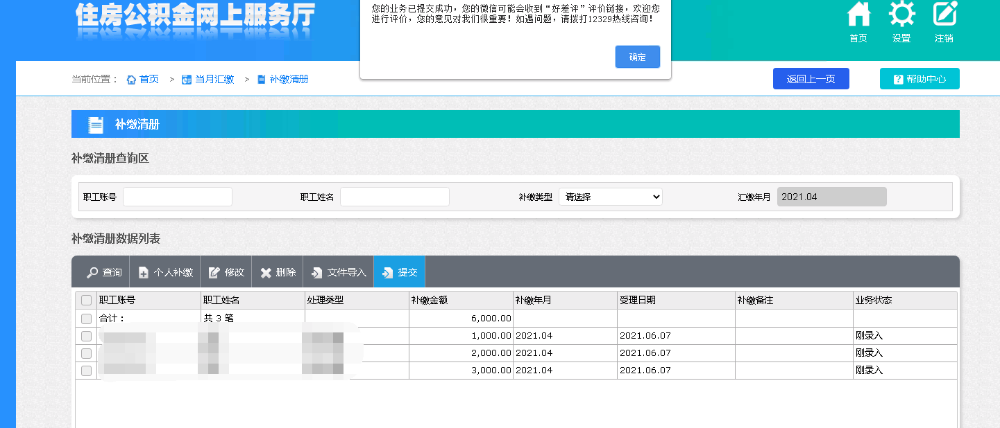 住房公积金网上服务厅
您的业务已提交成功，您的微信可能会收到“好差评”评价链接，欢迎您
进行评价，您的意见对我们很重要！如遇问题，请拨打12329热线咨询！
确定
首页 设置 注销
当前位置： 首页 > 当月汇缴 > 补缴清册
返回上一页 帮助中心
补缴清册
补缴清册查询区
职工账号 职工姓名 补缴类型 请选择 汇缴年月 2021.04
补缴清册数据列表
查询 个人补缴 修改 删除 文件导入 提交
职工账号 职工姓名 处理类型 补缴金额 补缴年月 受理日期 补缴备注 业务状态
合计： 共 3 笔 6,000.00
1,000.00 2021.04 2021.06.07 刚录入
2,000.00 2021.04 2021.06.07 刚录入
3,000.00 2021.04 2021.06.07 刚录入